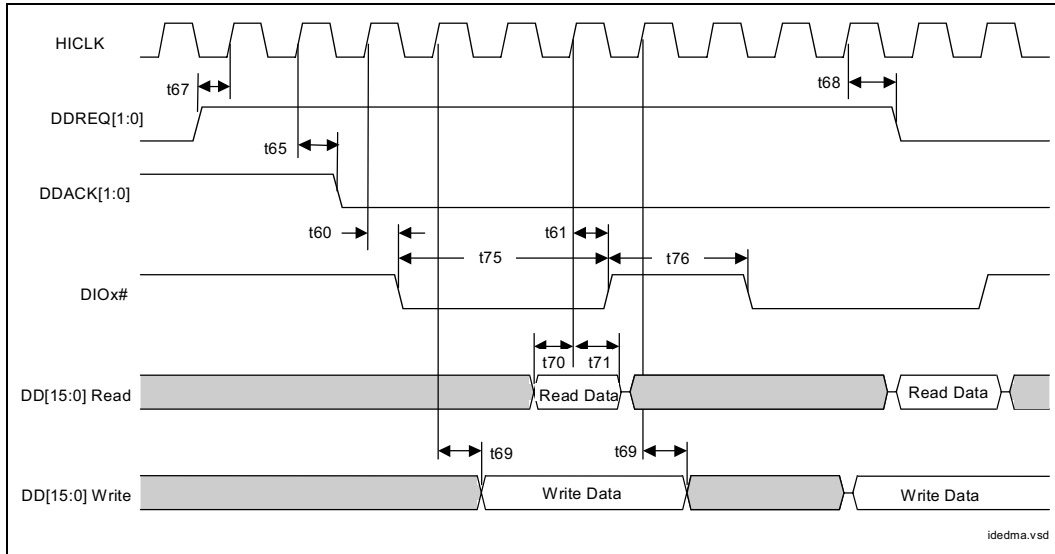 HICLK
t67
t68
DDREQ[1:0]
t65
DDACK[1:0]
t60
t61
t75
t76
DIOx#
t70
t71
DD[15:0] Read
Read Data
Read Data
t69
t69
DD[15:0] Write
Write Data
Write Data
idedma.vsd